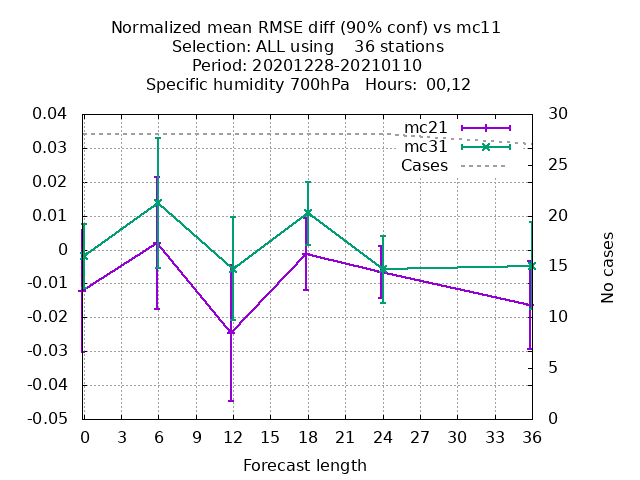 Normalized mean RMSE diff (90% conf) vs mc11
Selection: ALL using    36 stations
Period: 20201228-20210110
Specific humidity 700hPa   Hours:  00,12
0.04
0.03
0.02
0.01
0
-0.01
-0.02
-0.03
-0.04
-0.05
mc21
mc31
Cases
30
25
20
15
10
5
0
No cases
0 3 6 9 12 15 18 21 24 27 30 33 36
Forecast length